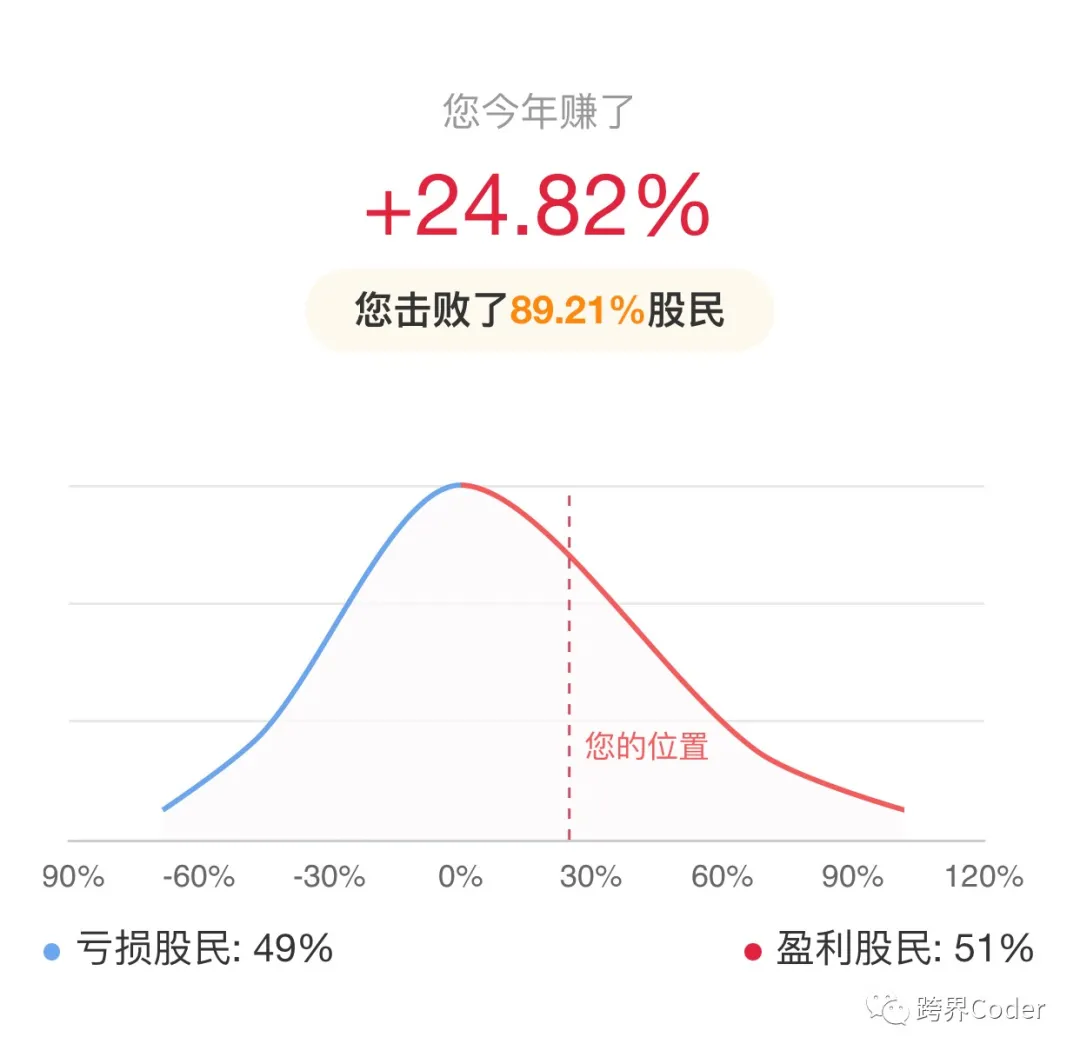 您今年赚了
+24.82%
您击败了89.21%股民
您的位置
90% -60% -30% 0% 30% 60% 90% 120%
亏损股民: 49% 盈利股民: 51%
跨界Coder